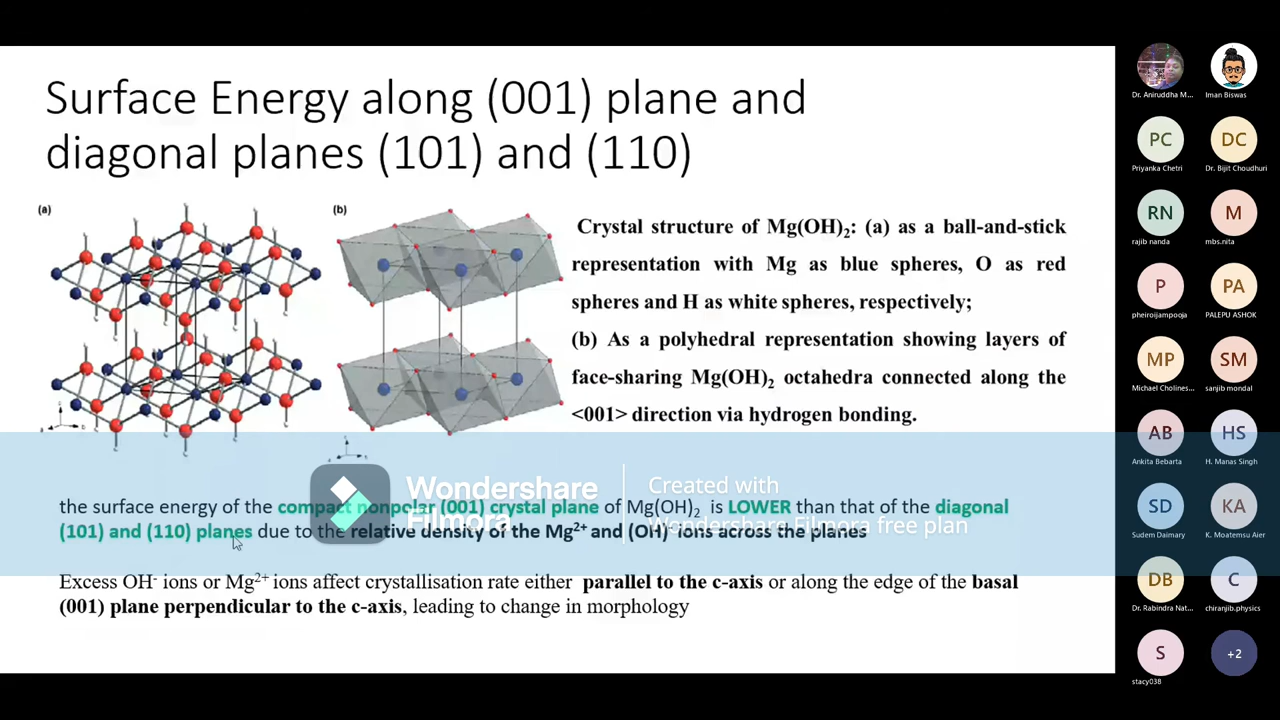 Surface Energy along (001) plane and
diagonal planes (101) and (110)
(a)
(b)
Crystal structure of Mg(OH)₂: (a) as a ball-and-stick
representation with Mg as blue spheres, O as red
spheres and H as white spheres, respectively;
(b) As a polyhedral representation showing layers of
face-sharing Mg(OH)₂ octahedra connected along the
<001> direction via hydrogen bonding.
the surface energy of the compact nonpolar (001) crystal plane of Mg(OH)₂ is LOWER than that of the diagonal
(101) and (110) planes due to the relative density of the Mg²⁺ and (OH)⁻ ions across the planes
Excess OH⁻ ions or Mg²⁺ ions affect crystallisation rate either parallel to the c-axis or along the edge of the basal
(001) plane perpendicular to the c-axis, leading to change in morphology
Wondershare
Filmora
Created with
Wondershare Filmora free plan
Dr. Aniruddha M...
Iman Biswas
PC
DC
Priyanka Chetri
Dr. Bijit Choudhuri
RN
M
rajib nanda
mbs.nita
P
PA
pheiroijampooja
PALEPU ASHOK
MP
SM
Michael Cholines...
sanjib mondal
AB
HS
Ankita Bebarta
H. Manas Singh
SD
KA
Sudem Daimary
K. Moatemsu Aier
DB
C
Dr. Rabindra Nat...
chiranjib.physics
S
+2
stacy038